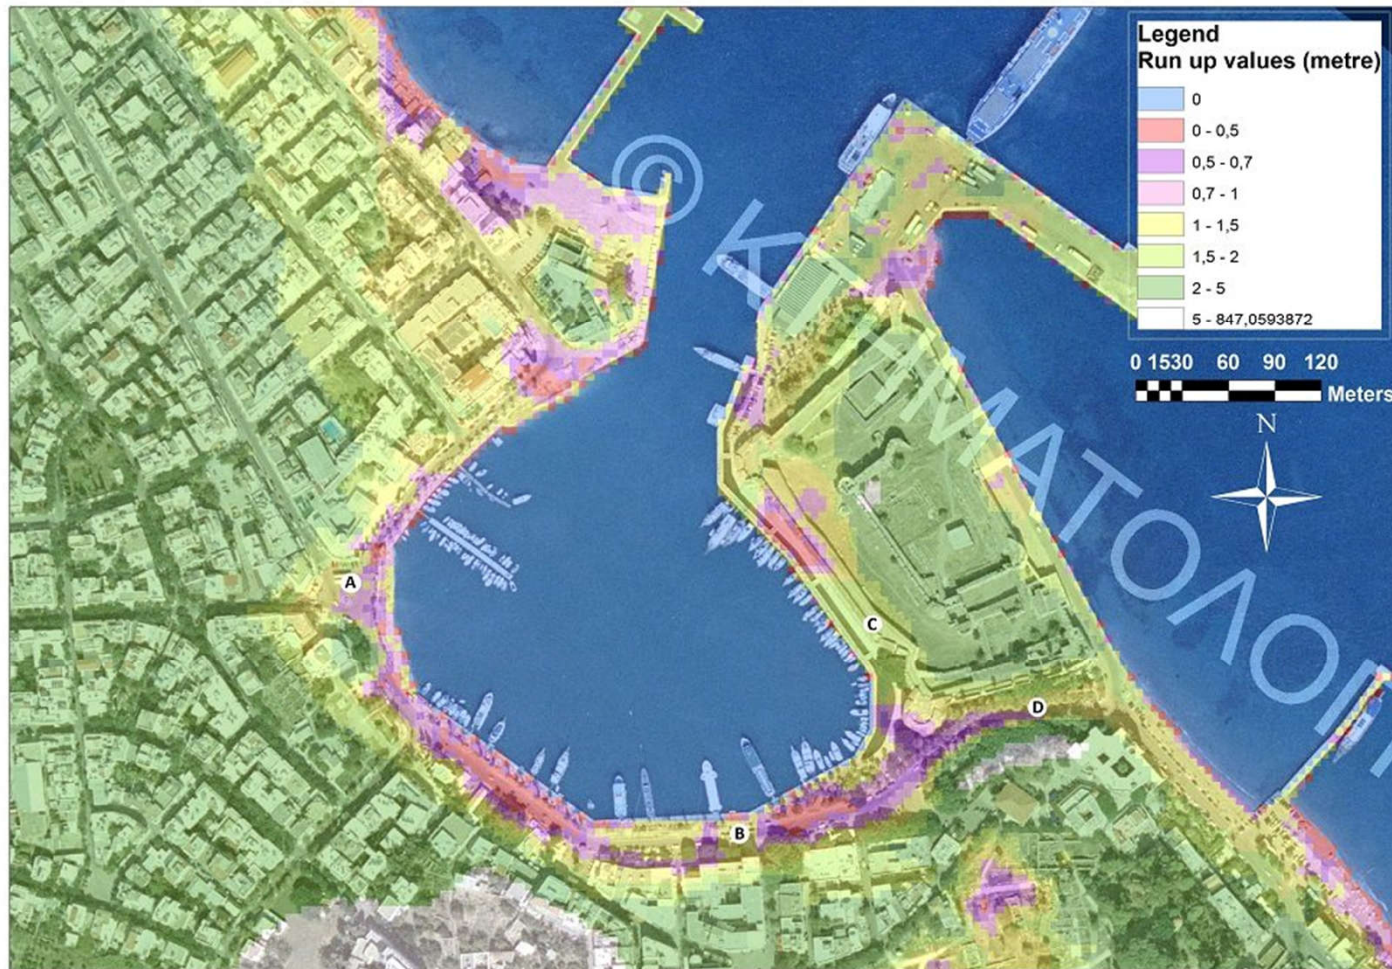 Legend
Run up values (metre)
0
0 - 0,5
0,5 - 0,7
0,7 - 1
1 - 1,5
1,5 - 2
2 - 5
5 - 847,0593872
0 1530 60 90 120
Meters
N
©
A
C
D
B